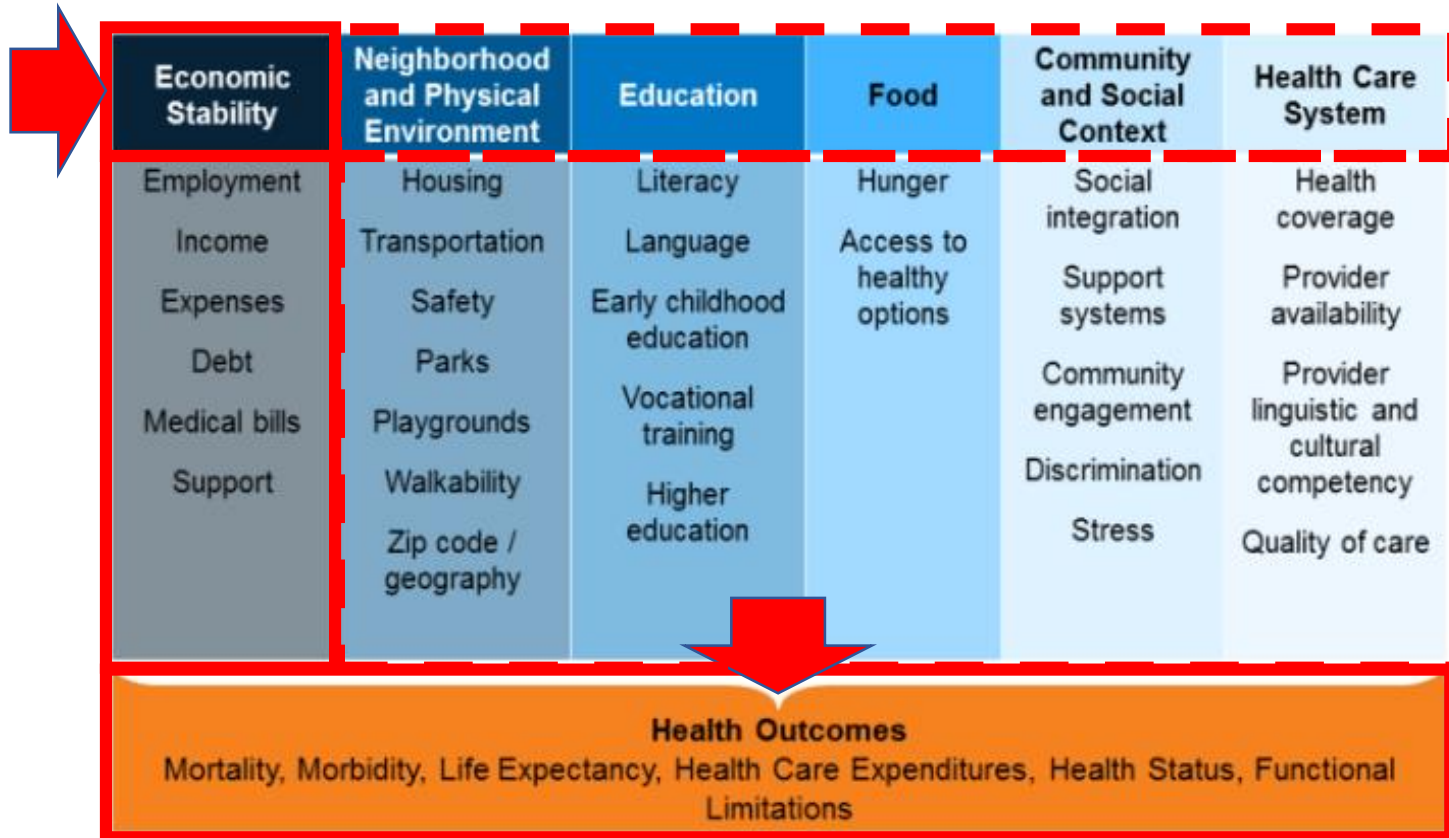 Economic
Stability
Neighborhood
and Physical
Environment
Education
Food
Community
and Social
Context
Health Care
System
Employment
Income
Expenses
Debt
Medical bills
Support
Housing
Transportation
Safety
Parks
Playgrounds
Walkability
Zip code /
geography
Literacy
Language
Early childhood
education
Vocational
training
Higher
education
Hunger
Access to
healthy
options
Social
integration
Support
systems
Community
engagement
Discrimination
Stress
Health
coverage
Provider
availability
Provider
linguistic and
cultural
competency
Quality of care
Health Outcomes
Mortality, Morbidity, Life Expectancy, Health Care Expenditures, Health Status, Functional
Limitations